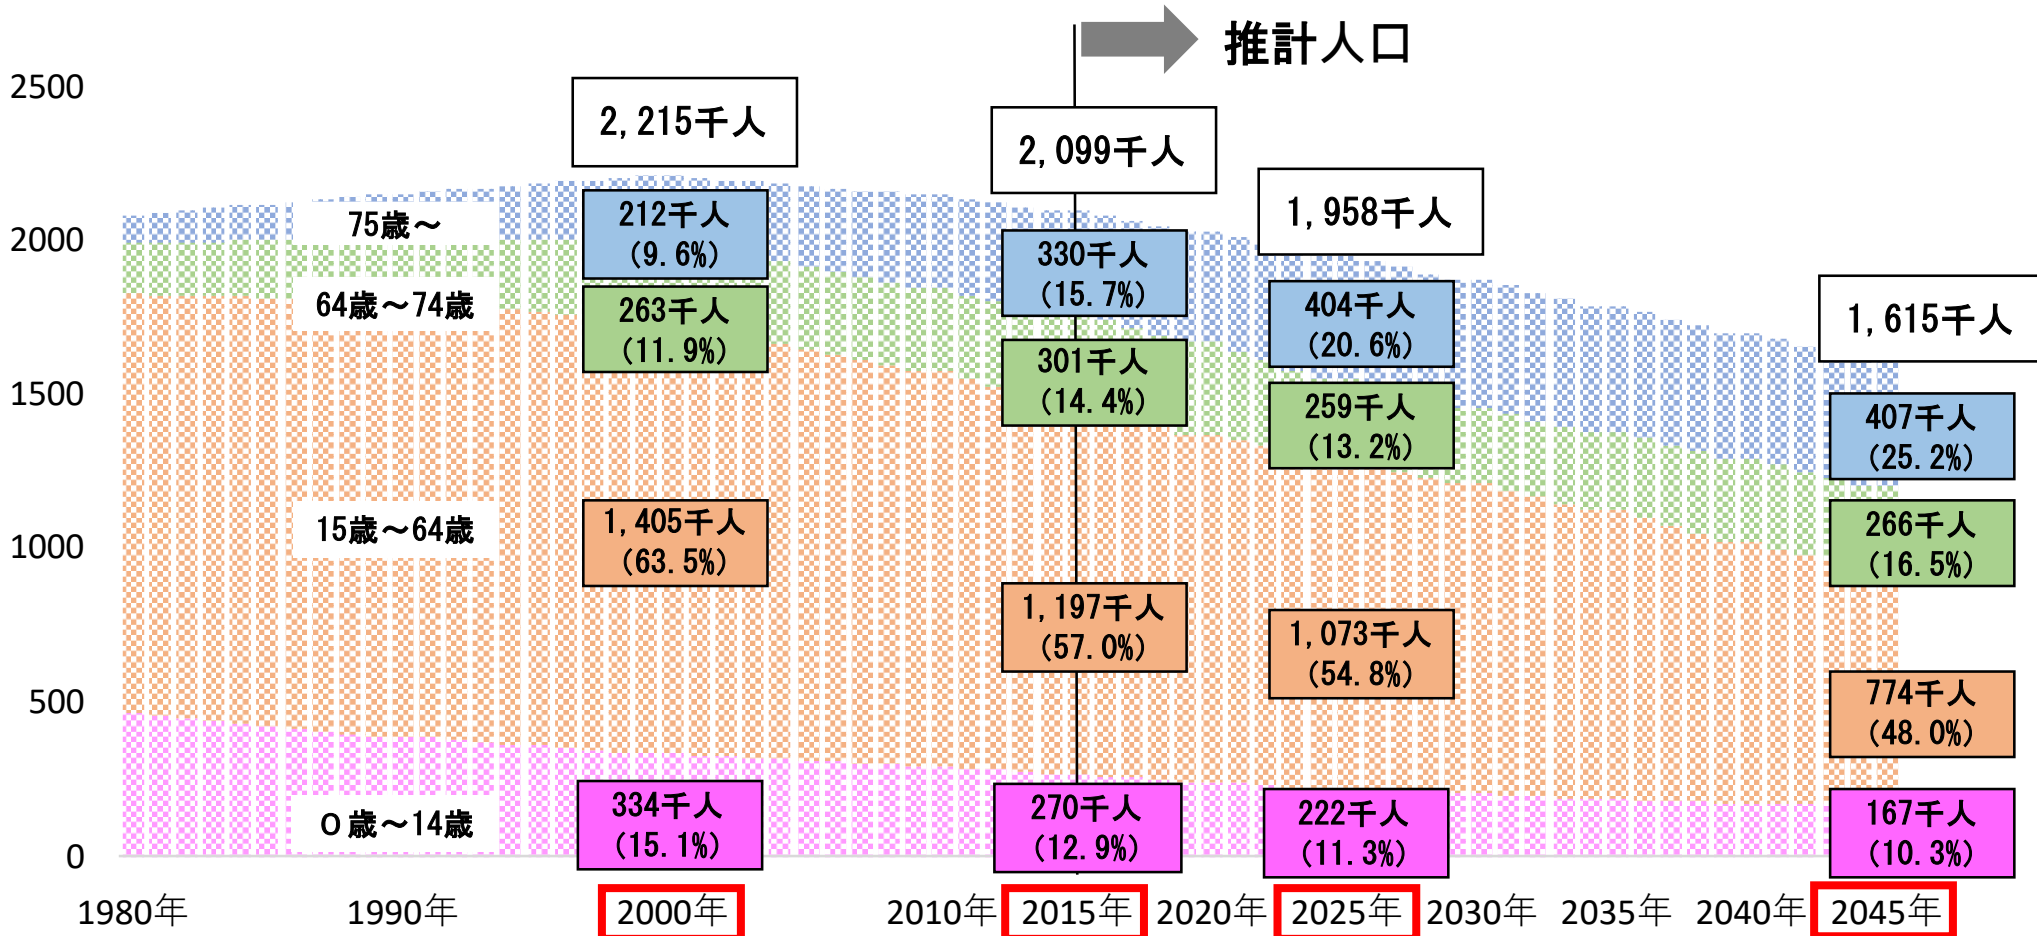 推計人口
2500
2000
1500
1000
500
0
75歳～
64歳～74歳
15歳～64歳
０歳～14歳
2,215千人
212千人
(9.6%)
263千人
(11.9%)
1,405千人
(63.5%)
334千人
(15.1%)
2,099千人
330千人
(15.7%)
301千人
(14.4%)
1,197千人
(57.0%)
270千人
(12.9%)
1,958千人
404千人
(20.6%)
259千人
(13.2%)
1,073千人
(54.8%)
222千人
(11.3%)
1,615千人
407千人
(25.2%)
266千人
(16.5%)
774千人
(48.0%)
167千人
(10.3%)
1980年 1990年 2000年 2010年 2015年 2020年 2025年 2030年 2035年 2040年 2045年